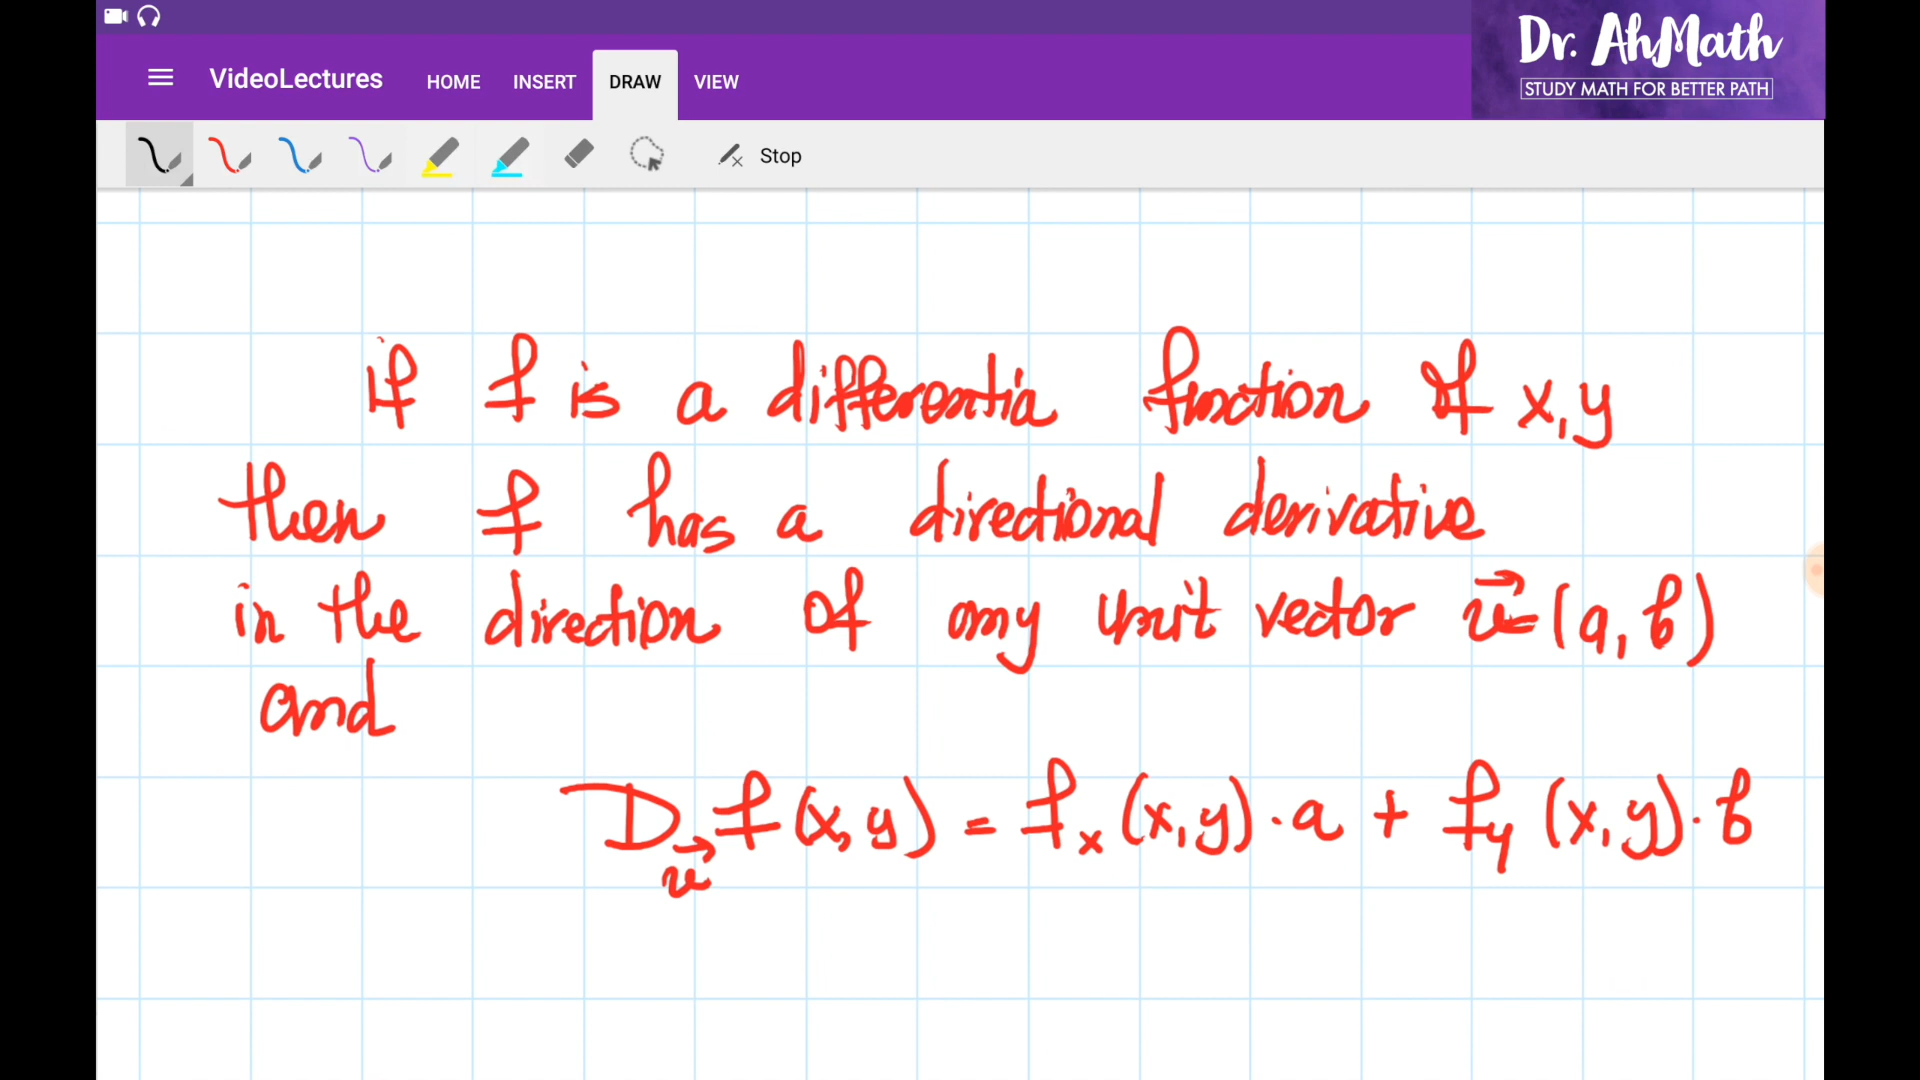 Dr. AhMath
STUDY MATH FOR BETTER PATH
VideoLectures HOME INSERT DRAW VIEW
Stop
if f is a differentia function of x,y
then f has a directional derivative
in the direction of any unit vector u⃗=(a,b)
and
D_u⃗ f(x,y) = f_x (x,y)·a + f_y (x,y)·b